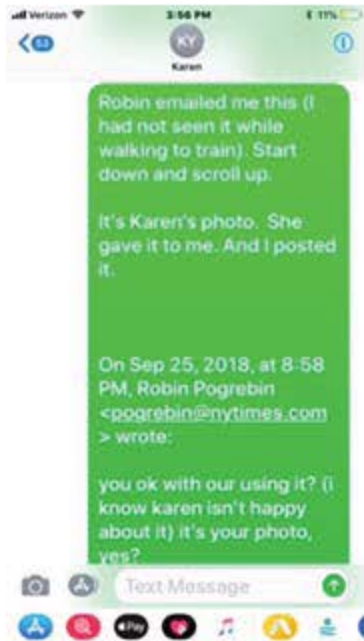 Verizon
3:56 PM
11%
53
KY
Karen
Robin emailed me this (I
had not seen it while
walking to train). Start
down and scroll up.
It's Karen's photo. She
gave it to me. And I posted
it.
On Sep 25, 2018, at 8:58
PM, Robin Pogrebin
<pogrebin@nytimes.com
> wrote:
you ok with our using it? (i
know karen isn't happy
about it) it's your photo,
yes?
Text Message
Pay